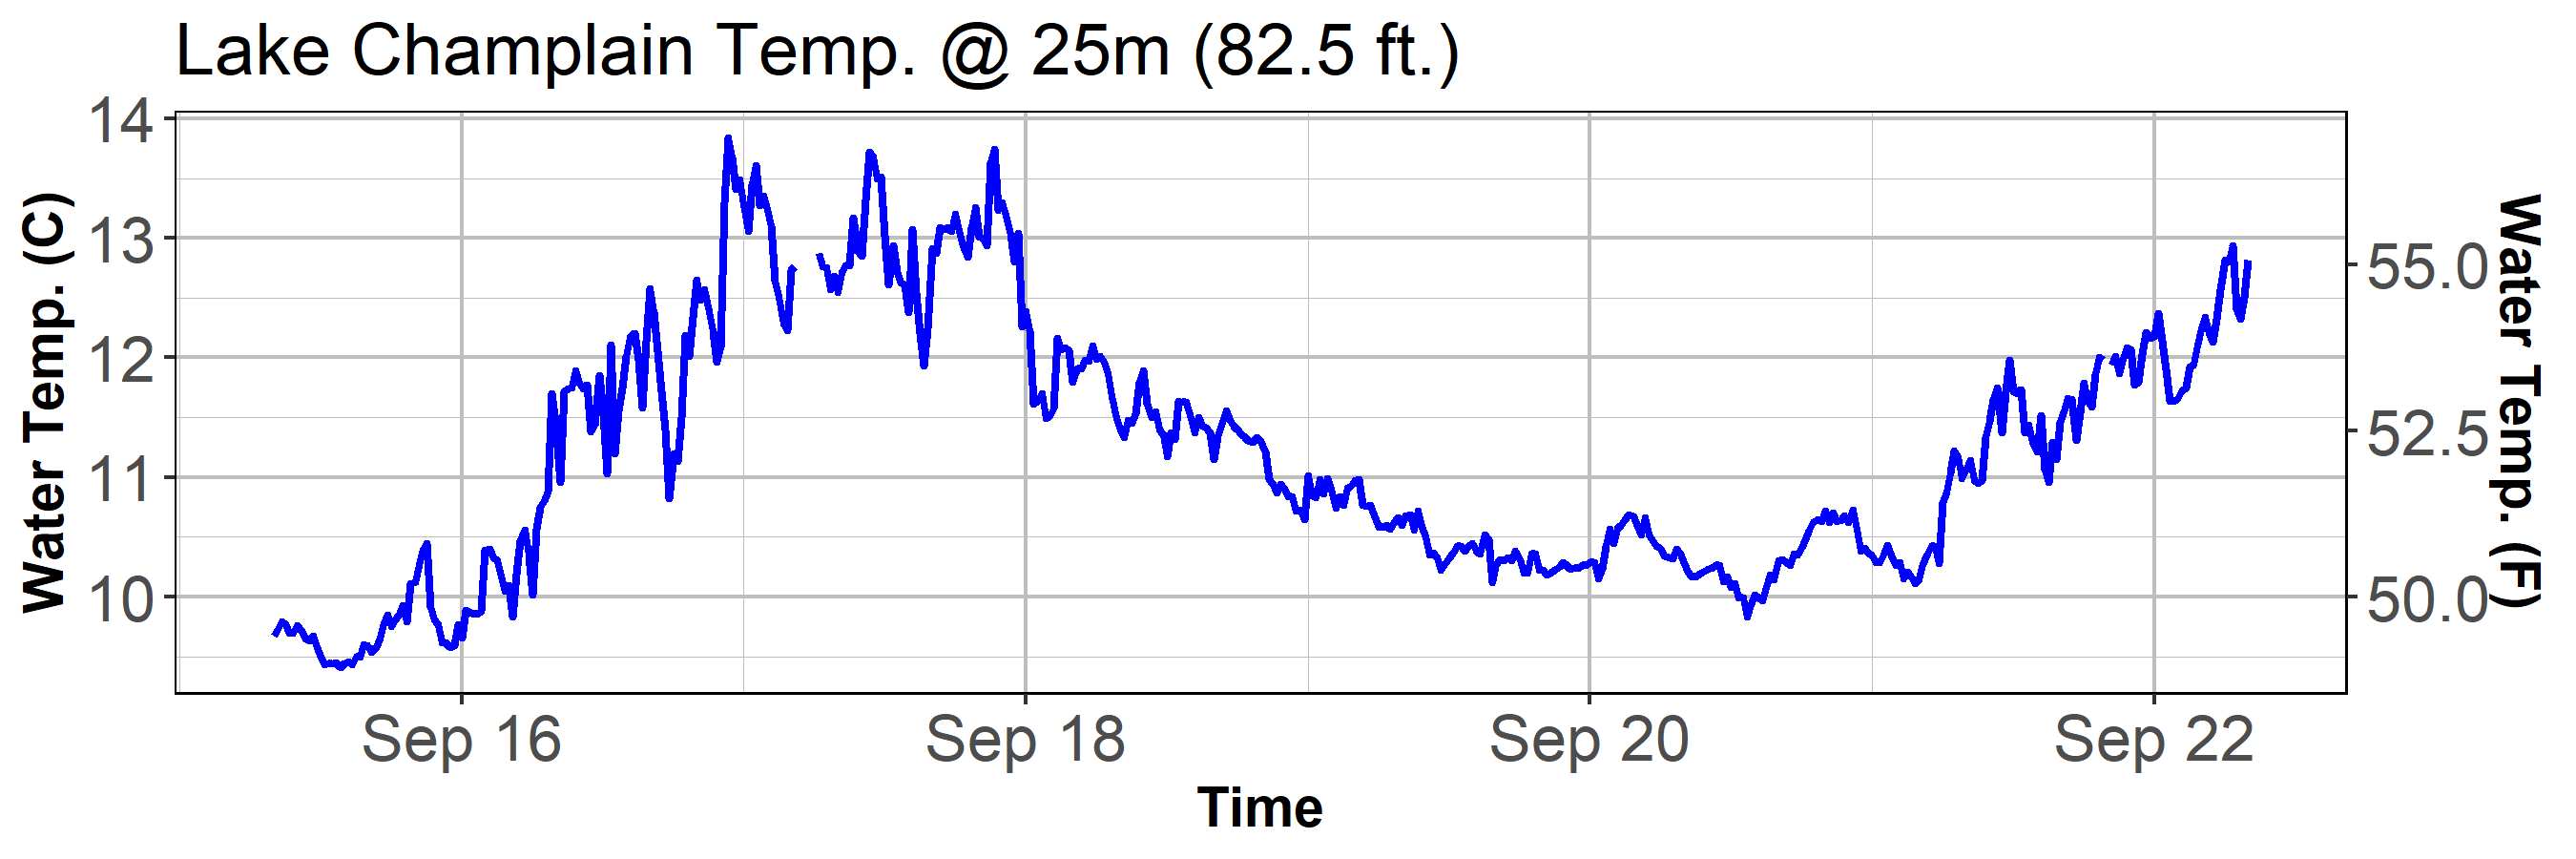 Lake Champlain Temp. @ 25m (82.5 ft.)
Water Temp. (C)
14
13
12
11
10
55.0
52.5
50.0
Water Temp. (F)
Sep 16
Sep 18
Sep 20
Sep 22
Time